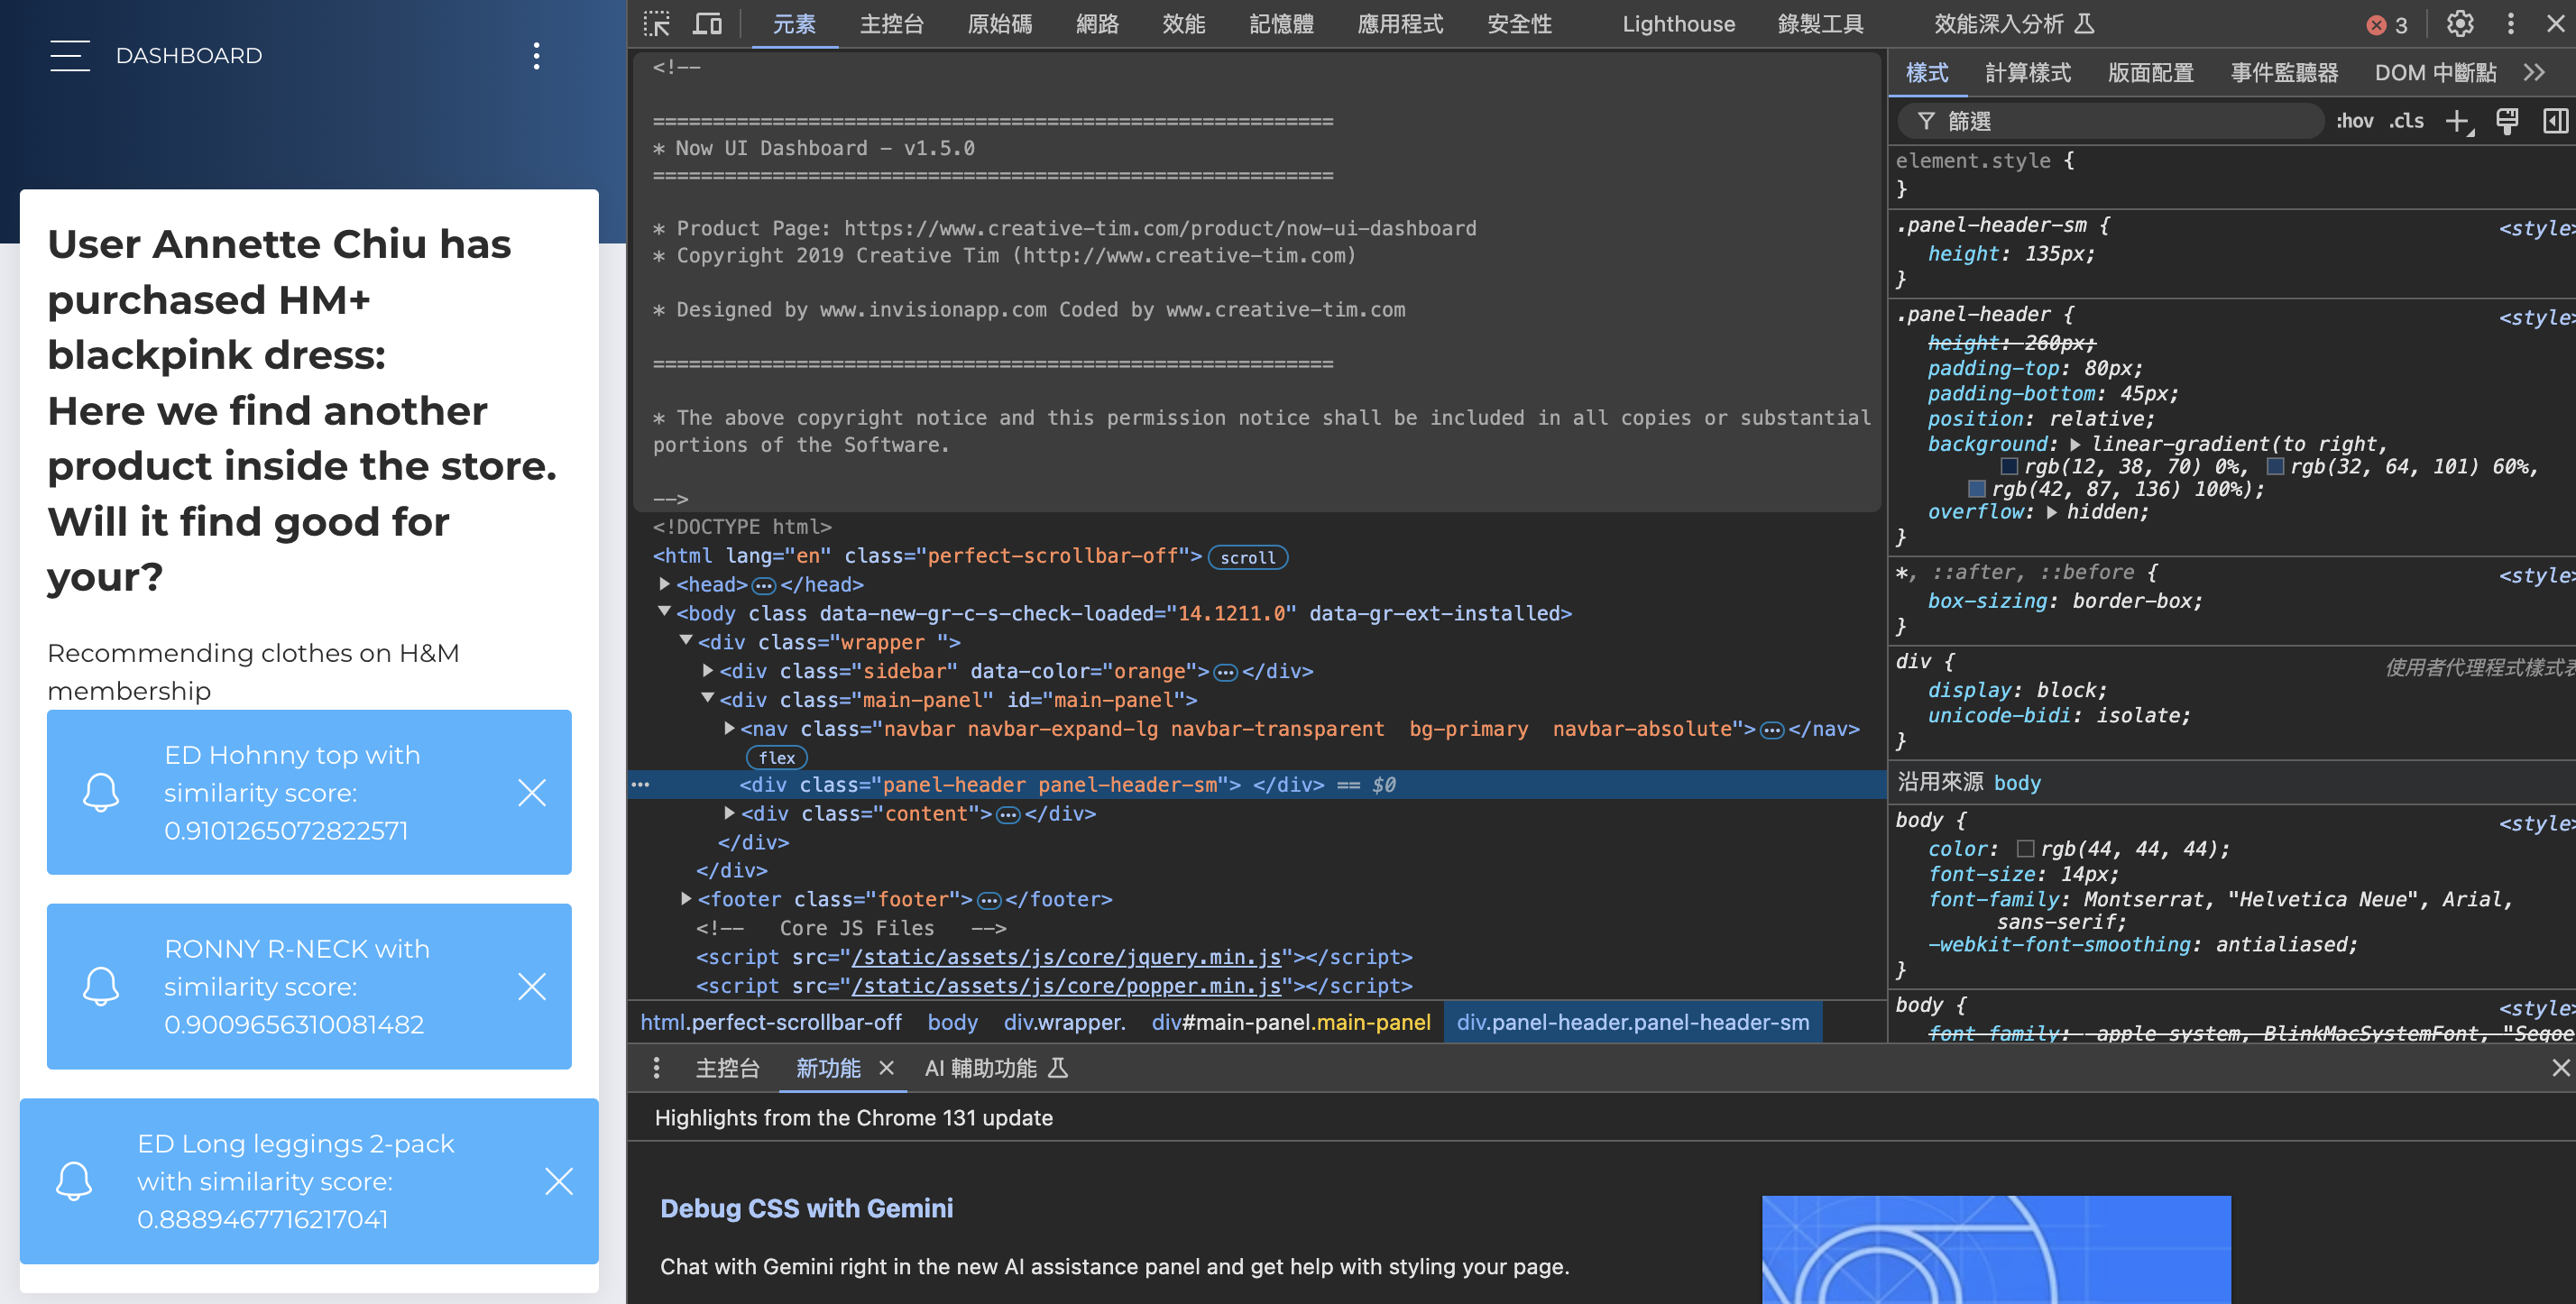 DASHBOARD
User Annette Chiu has
purchased HM+
blackpink dress:
Here we find another
product inside the store.
Will it find good for
your?
Recommending clothes on H&M
membership
ED Hohnny top with
similarity score:
0.9101265072822571
RONNY R-NECK with
similarity score:
0.9009656310081482
ED Long leggings 2-pack
with similarity score:
0.8889467716217041
元素 主控台 原始碼 網路 效能 記憶體 應用程式 安全性 Lighthouse 錄製工具 效能深入分析 3
<!--
=========================================================
* Now UI Dashboard - v1.5.0
=========================================================
* Product Page: https://www.creative-tim.com/product/now-ui-dashboard
* Copyright 2019 Creative Tim (http://www.creative-tim.com)
* Designed by www.invisionapp.com Coded by www.creative-tim.com
=========================================================
* The above copyright notice and this permission notice shall be included in all copies or substantial
portions of the Software.
-->
<!DOCTYPE html>
<html lang="en" class="perfect-scrollbar-off"> scroll
<head>…</head>
<body class data-new-gr-c-s-check-loaded="14.1211.0" data-gr-ext-installed>
<div class="wrapper ">
<div class="sidebar" data-color="orange">…</div>
<div class="main-panel" id="main-panel">
<nav class="navbar navbar-expand-lg navbar-transparent  bg-primary  navbar-absolute">…</nav>
flex
… <div class="panel-header panel-header-sm"> </div> == $0
<div class="content">…</div>
</div>
</div>
<footer class="footer">…</footer>
<!--   Core JS Files   -->
<script src="/static/assets/js/core/jquery.min.js"></script>
<script src="/static/assets/js/core/popper.min.js"></script>
html.perfect-scrollbar-off body div.wrapper. div#main-panel.main-panel div.panel-header.panel-header-sm
樣式 計算樣式 版面配置 事件監聽器 DOM 中斷點
篩選 :hov .cls
element.style {
}
.panel-header-sm { <style>
height: 135px;
}
.panel-header { <style>
height: 260px;
padding-top: 80px;
padding-bottom: 45px;
position: relative;
background: linear-gradient(to right,
rgb(12, 38, 70) 0%, rgb(32, 64, 101) 60%,
rgb(42, 87, 136) 100%);
overflow: hidden;
}
*, ::after, ::before { <style>
box-sizing: border-box;
}
div { 使用者代理程式樣式表
display: block;
unicode-bidi: isolate;
}
沿用來源 body
body { <style>
color: rgb(44, 44, 44);
font-size: 14px;
font-family: Montserrat, "Helvetica Neue", Arial,
sans-serif;
-webkit-font-smoothing: antialiased;
}
body { <style>
font-family: -apple-system, BlinkMacSystemFont, "Segoe
主控台 新功能 AI 輔助功能
Highlights from the Chrome 131 update
Debug CSS with Gemini
Chat with Gemini right in the new AI assistance panel and get help with styling your page.